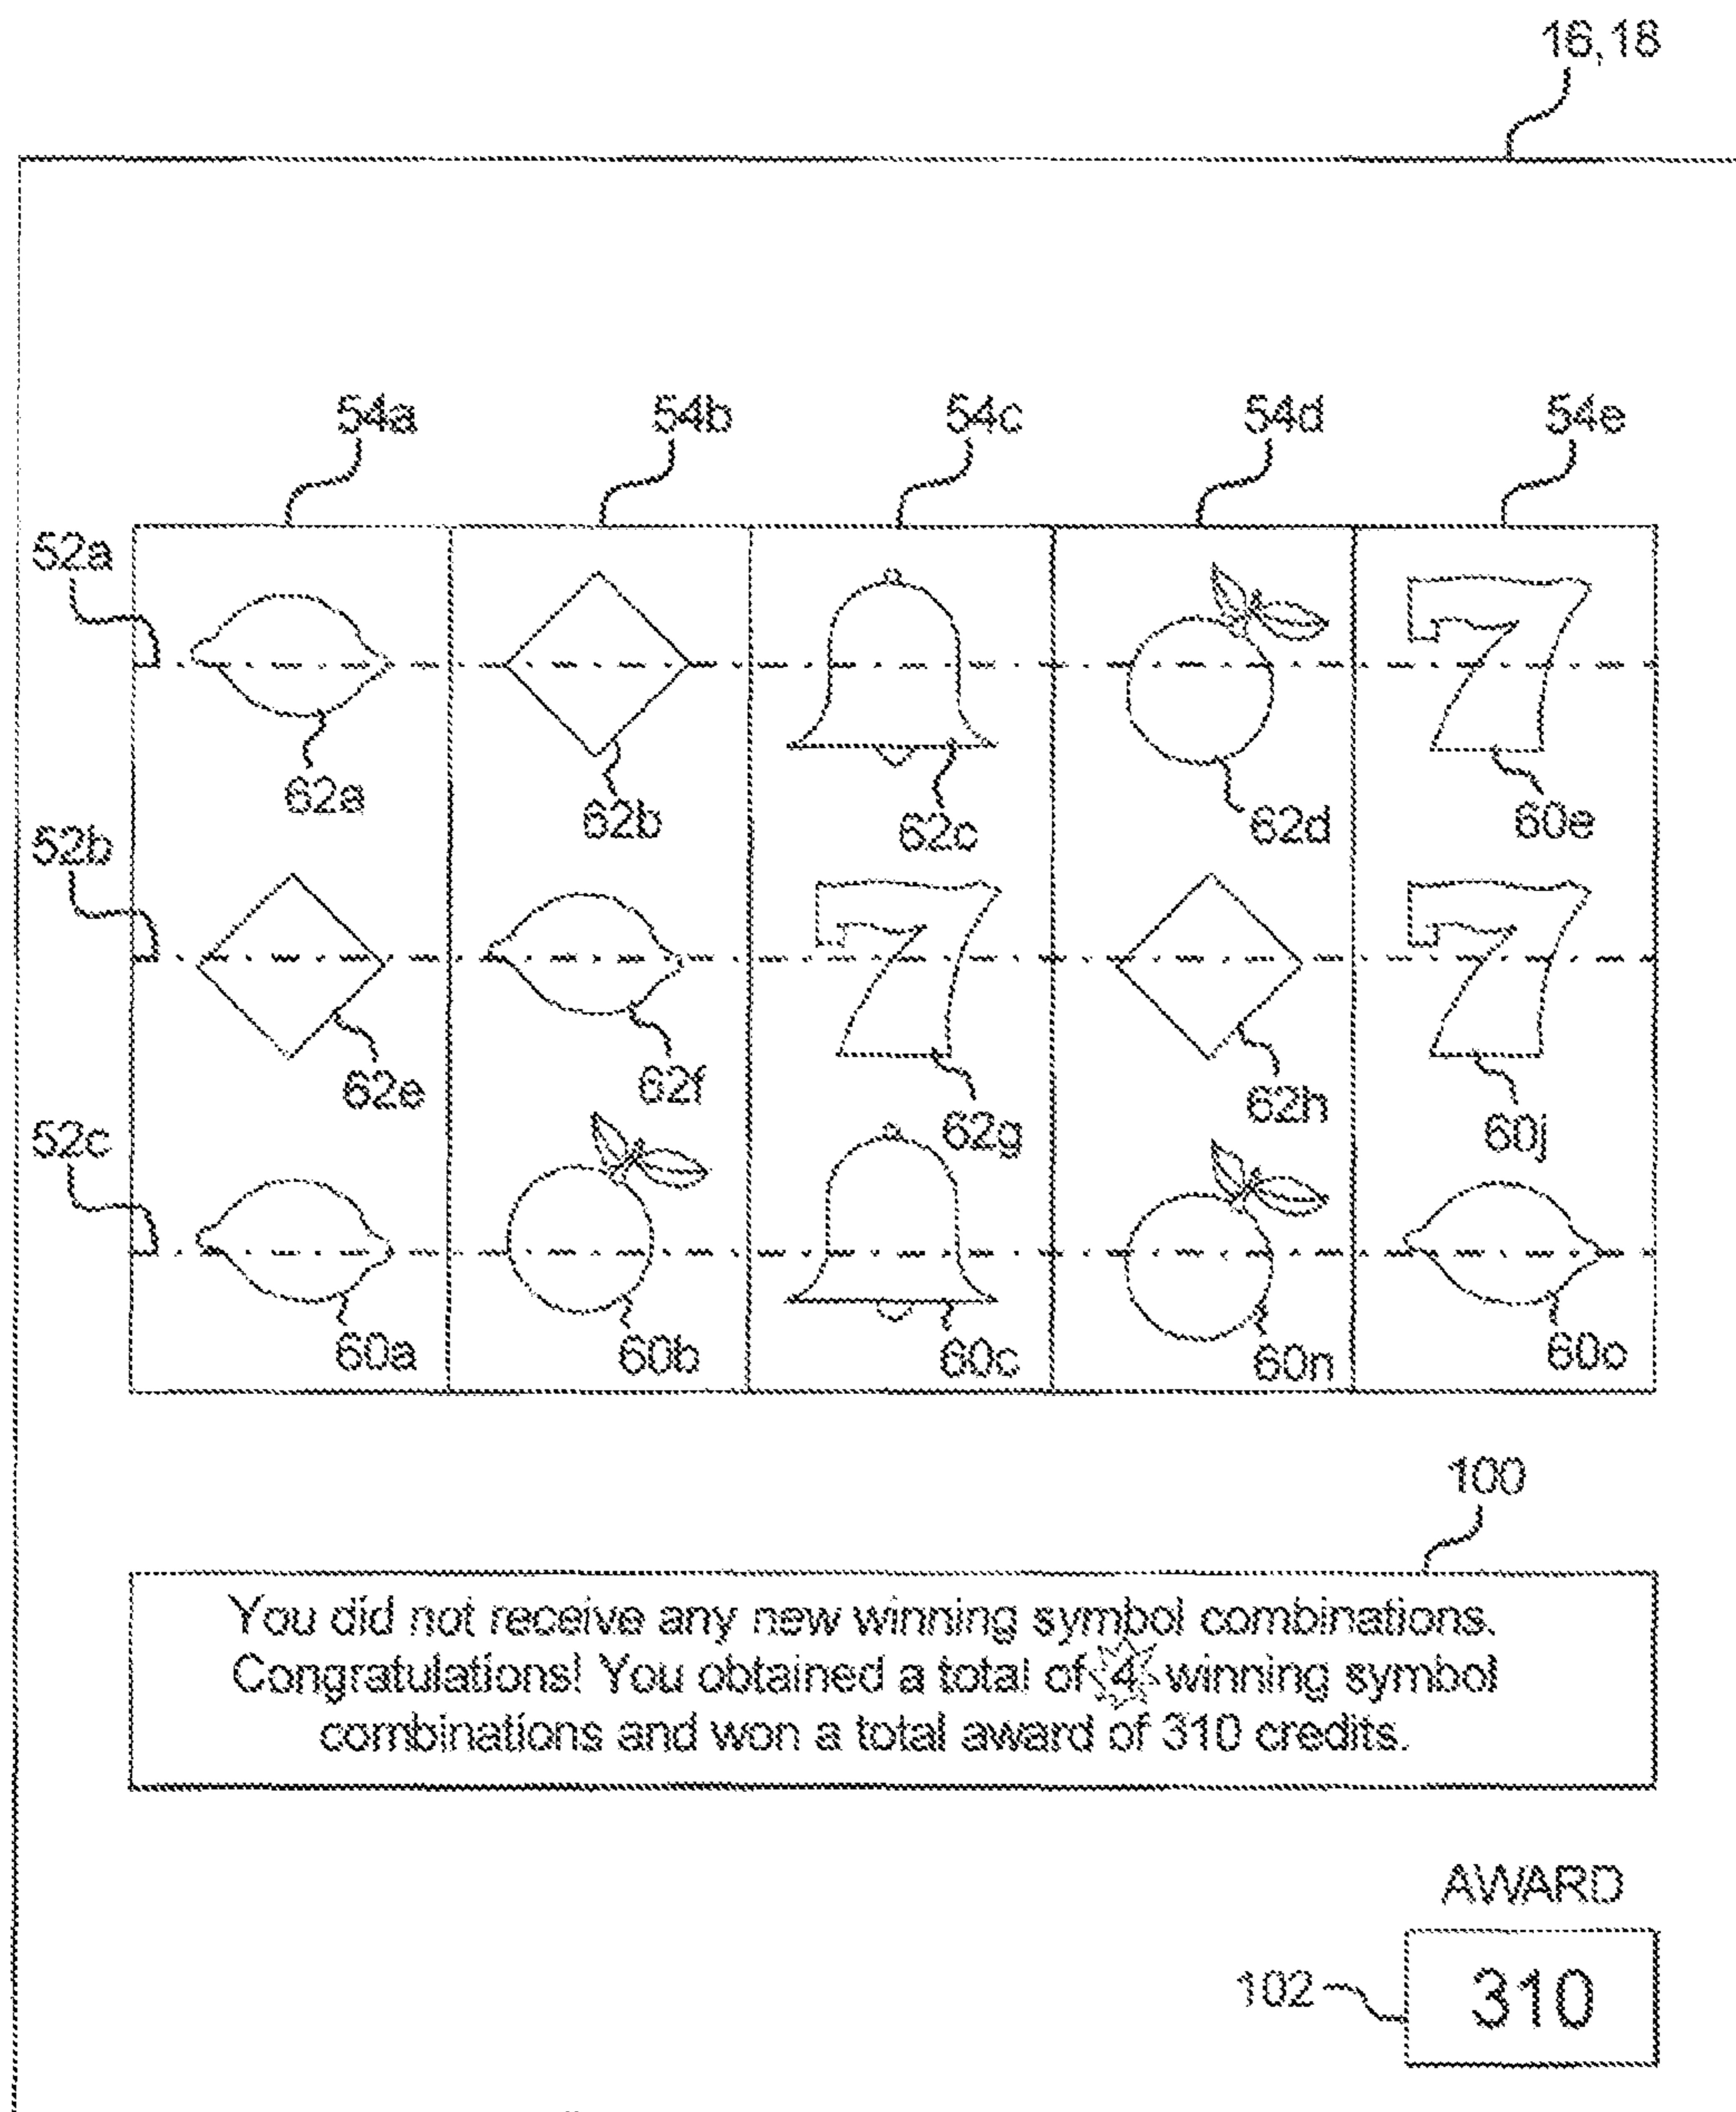 16,18
54a 54b 54c 54d 54e
52a
62a 62b 62c 62d 60e
52b
62e 62f 62g 62h 60j
52c
60a 60b 60c 60n 60o
100
You did not receive any new winning symbol combinations.
Congratulations! You obtained a total of 4 winning symbol
combinations and won a total award of 310 credits.
AWARD
102 310